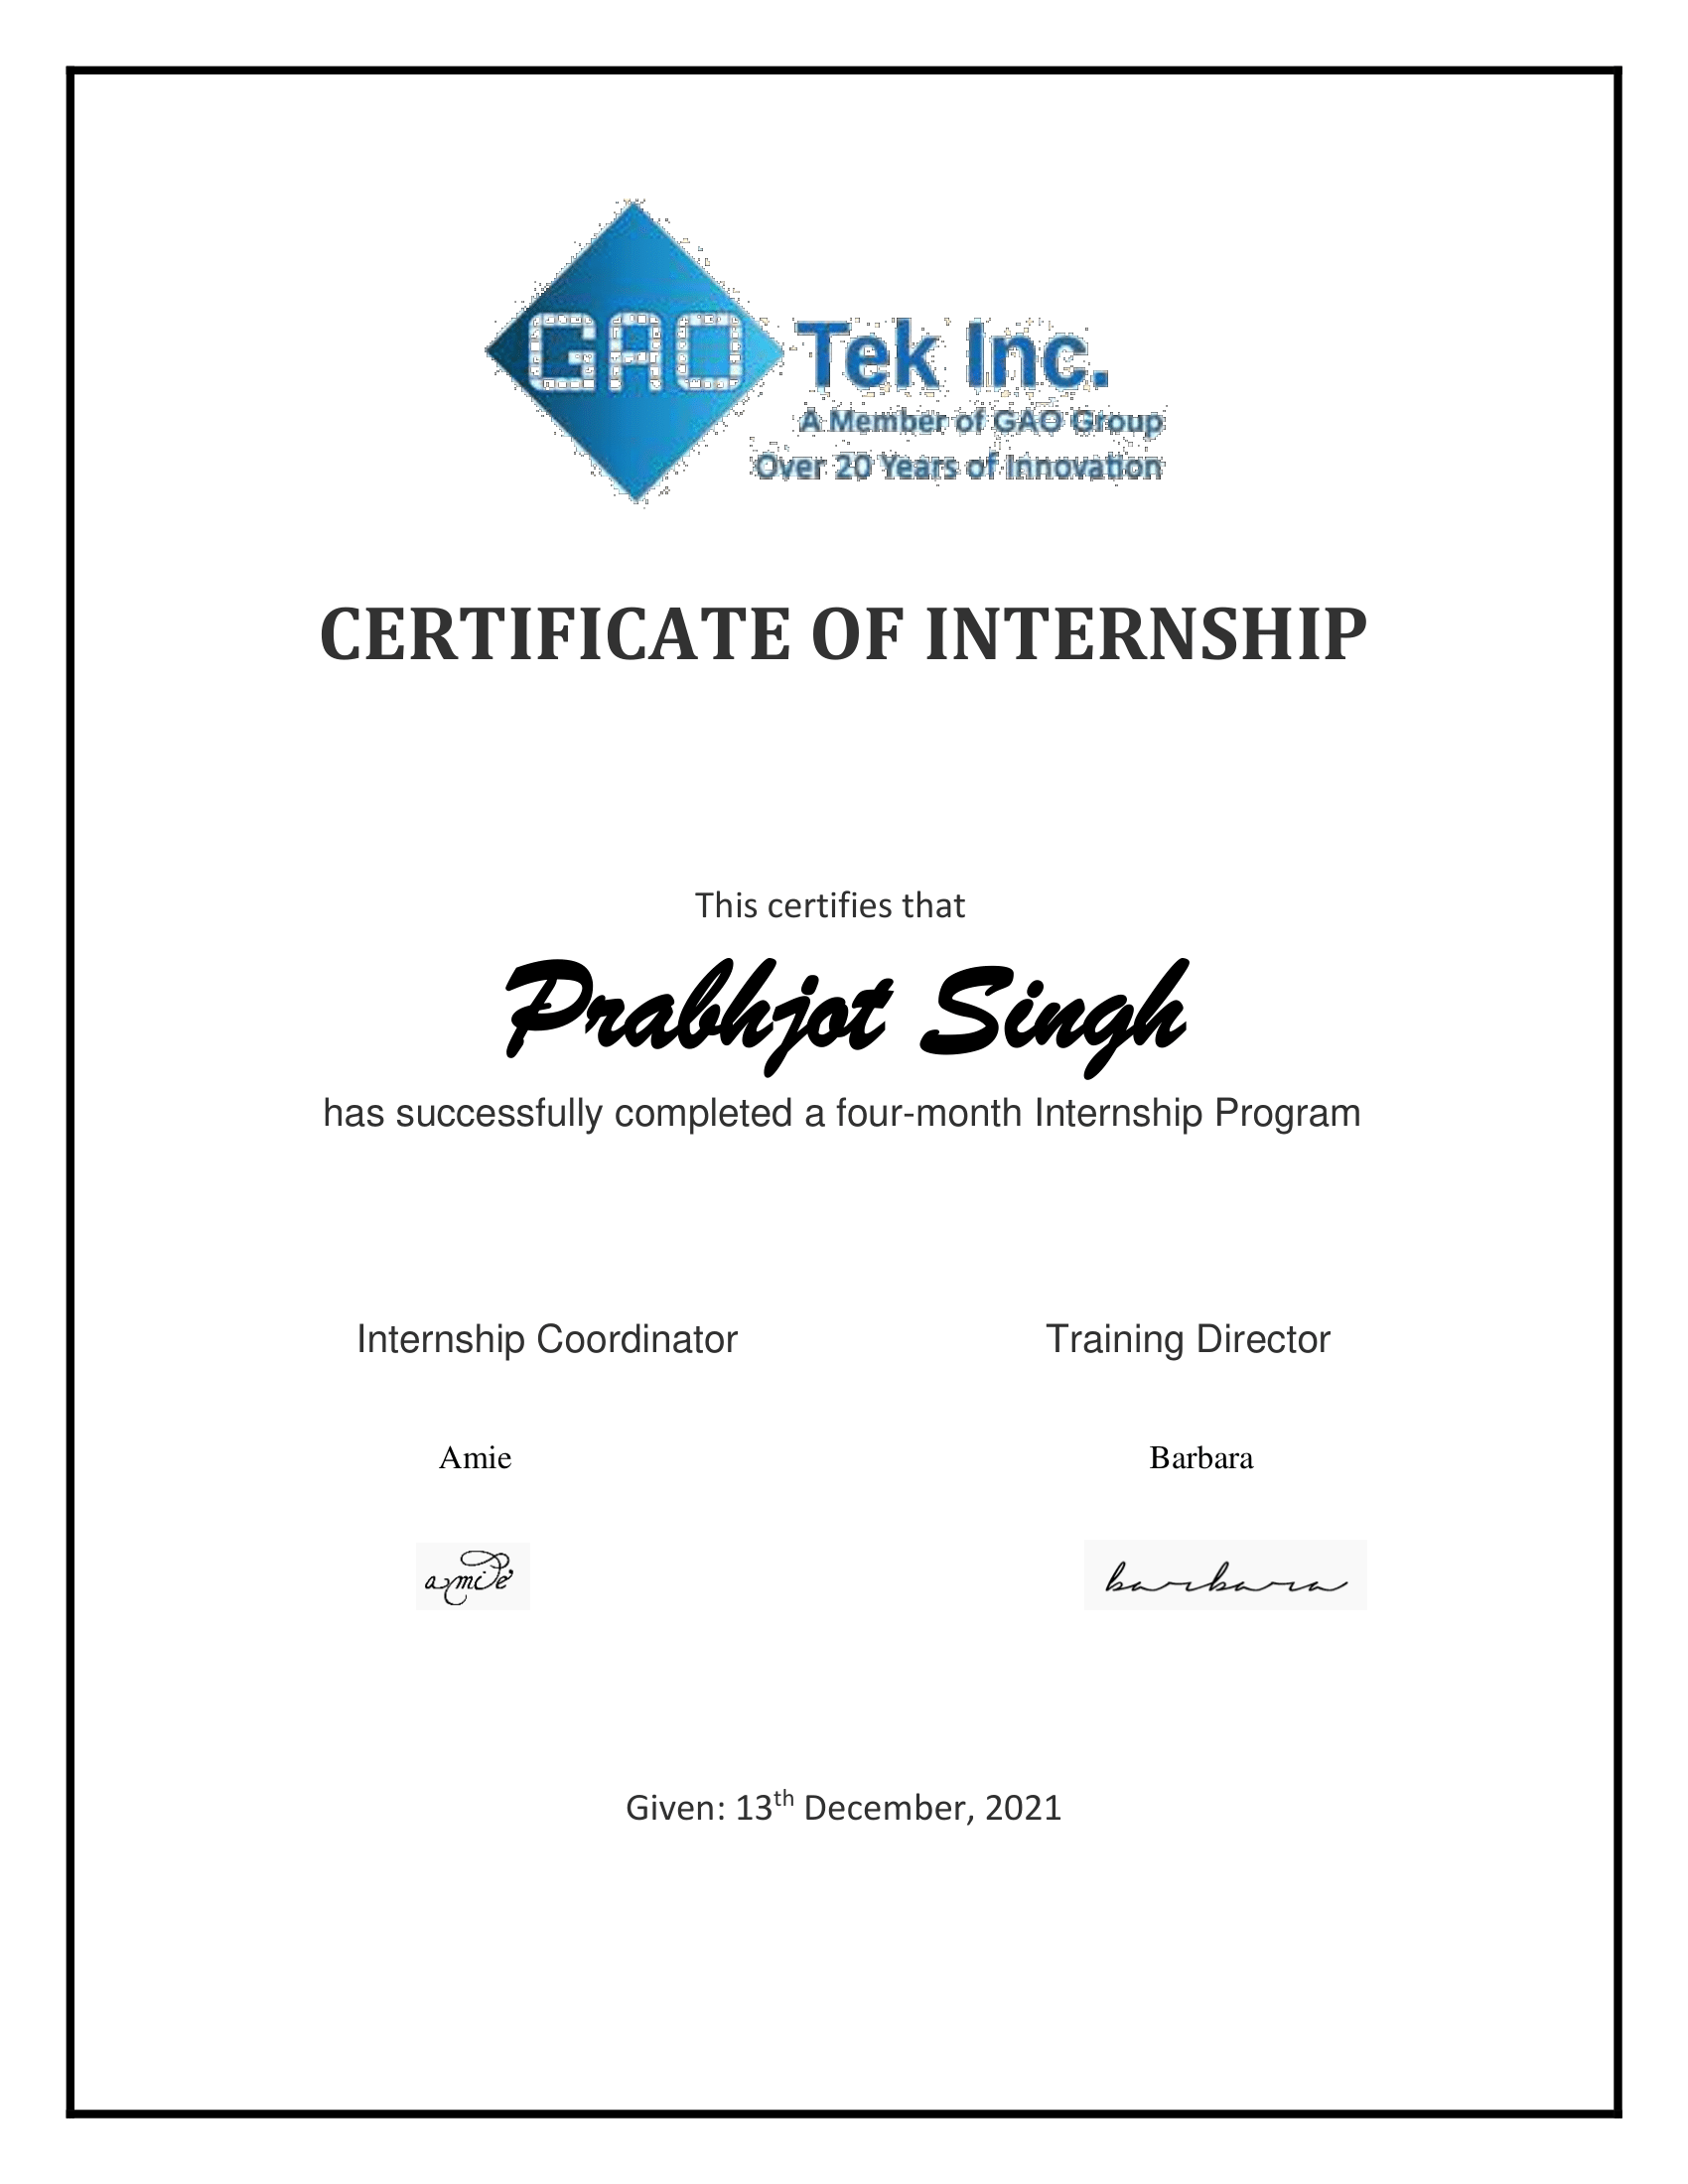 GAO Tek Inc.
A Member of GAO Group
Over 20 Years of Innovation
CERTIFICATE OF INTERNSHIP
This certifies that
Prabhjot Singh
has successfully completed a four-month Internship Program
Internship Coordinator Training Director
Amie Barbara
amie barbara
Given: 13th December, 2021